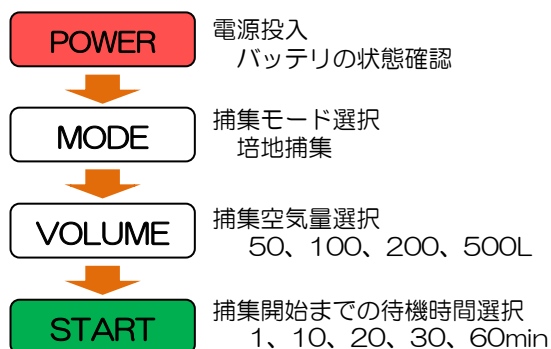 POWER
電源投入
バッテリの状態確認
MODE
捕集モード選択
培地捕集
VOLUME
捕集空気量選択
50、100、200、500L
START
捕集開始までの待機時間選択
1、10、20、30、60min